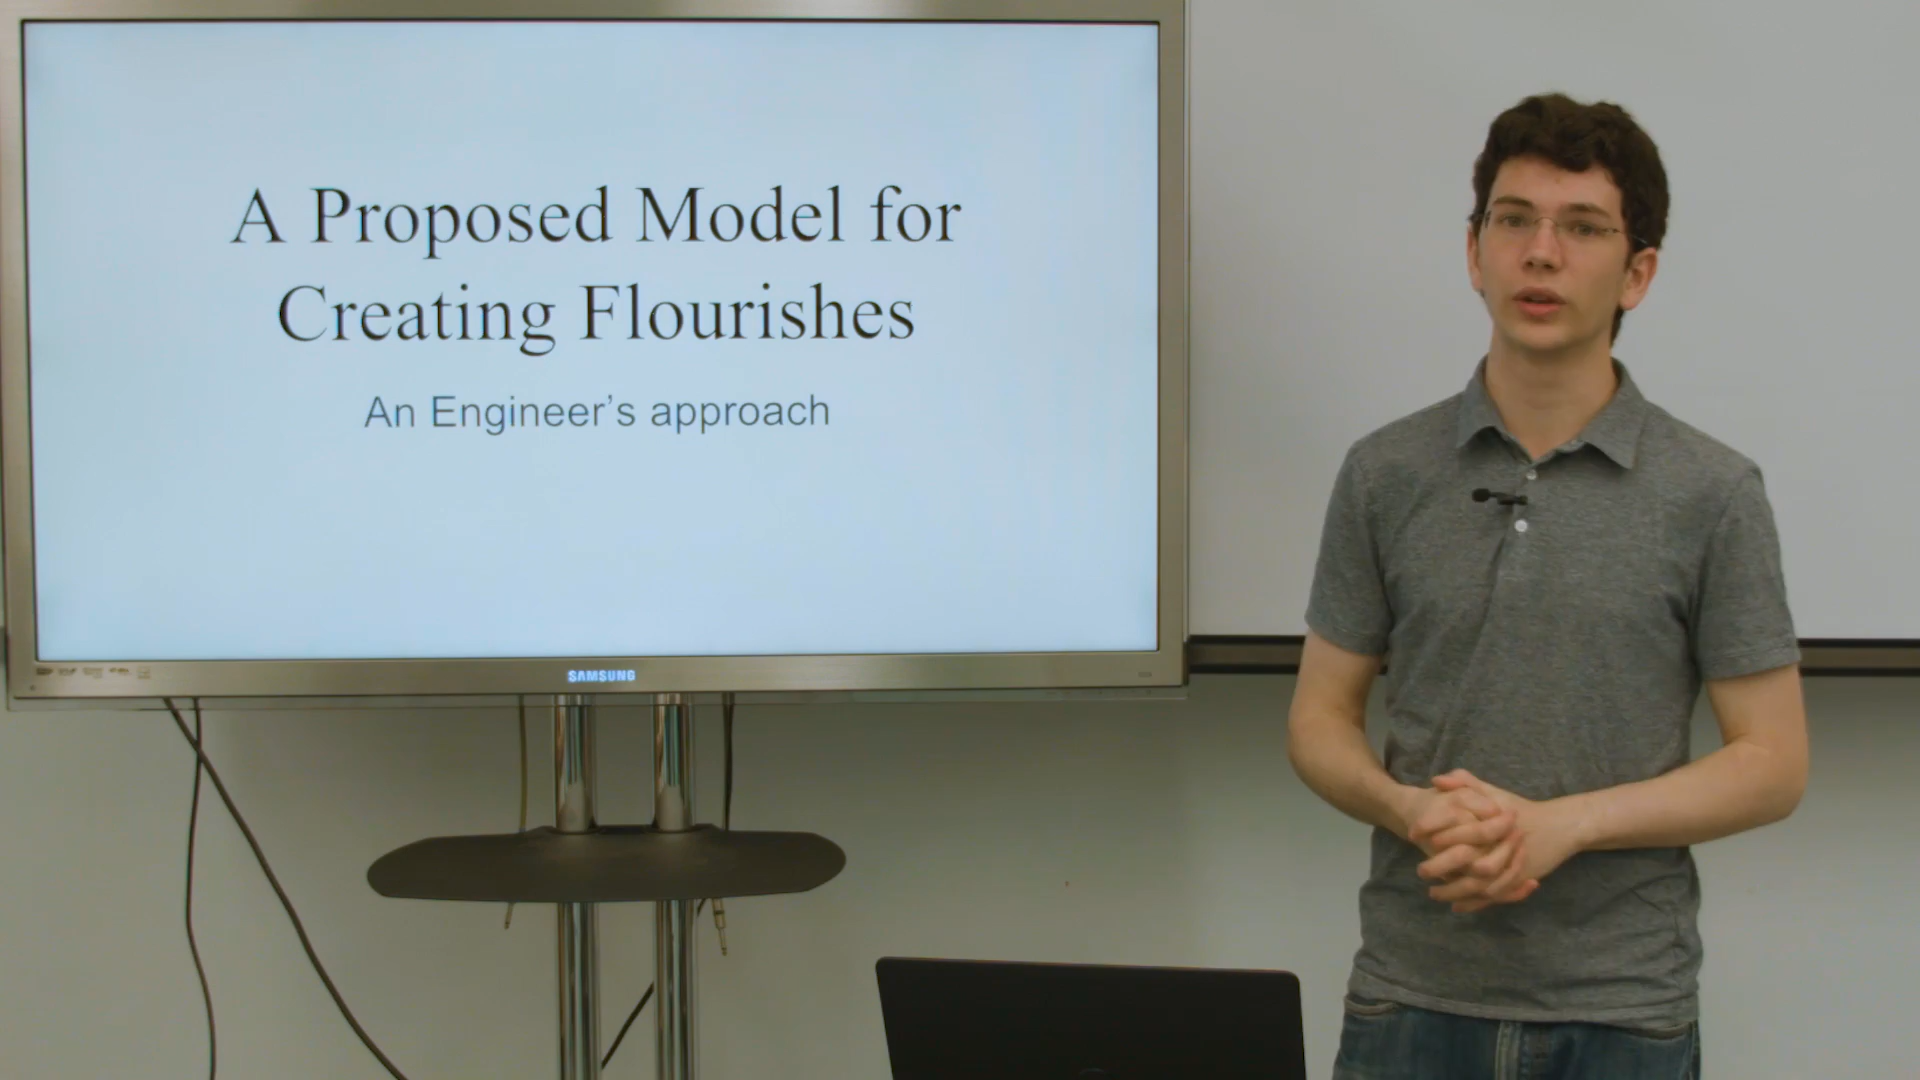 A Proposed Model for
Creating Flourishes
An Engineer's approach
SAMSUNG